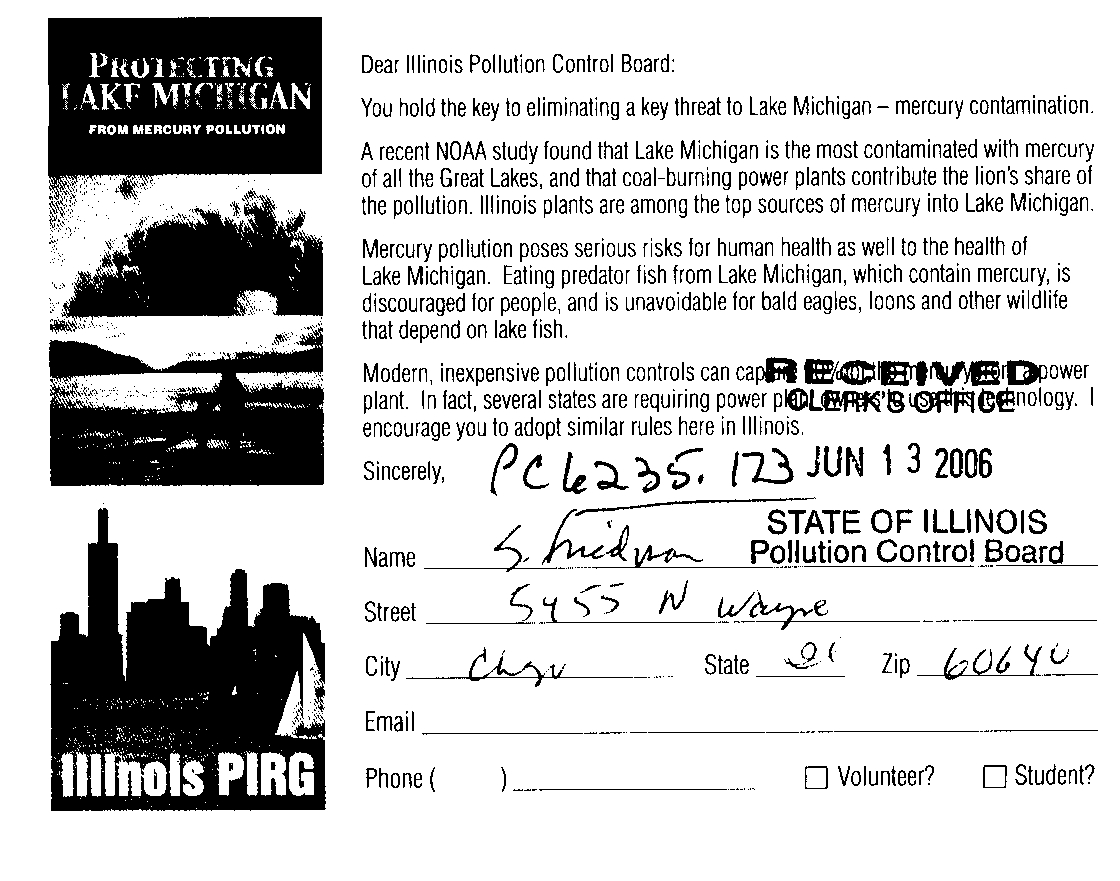 PROTECTING
LAKE MICHIGAN
FROM MERCURY POLLUTION
Dear Illinois Pollution Control Board:
You hold the key to eliminating a key threat to Lake Michigan – mercury contamination.
A recent NOAA study found that Lake Michigan is the most contaminated with mercury
of all the Great Lakes, and that coal-burning power plants contribute the lion's share of
the pollution. Illinois plants are among the top sources of mercury into Lake Michigan.
Mercury pollution poses serious risks for human health as well to the health of
Lake Michigan. Eating predator fish from Lake Michigan, which contain mercury, is
discouraged for people, and is unavoidable for bald eagles, loons and other wildlife
that depend on lake fish.
Modern, inexpensive pollution controls can power
RECEIVED
plant. In fact, several states are requiring power I
CLERK'S OFFICE
encourage you to adopt similar rules here in Illinois.
Sincerely, PC 6235. 173 JUN 13 2006
STATE OF ILLINOIS
Pollution Control Board
Name S.
Street 5455 N Wayne
City State Zip 60640
Email
Phone ( )
Volunteer? Student?
Illinois PIRG